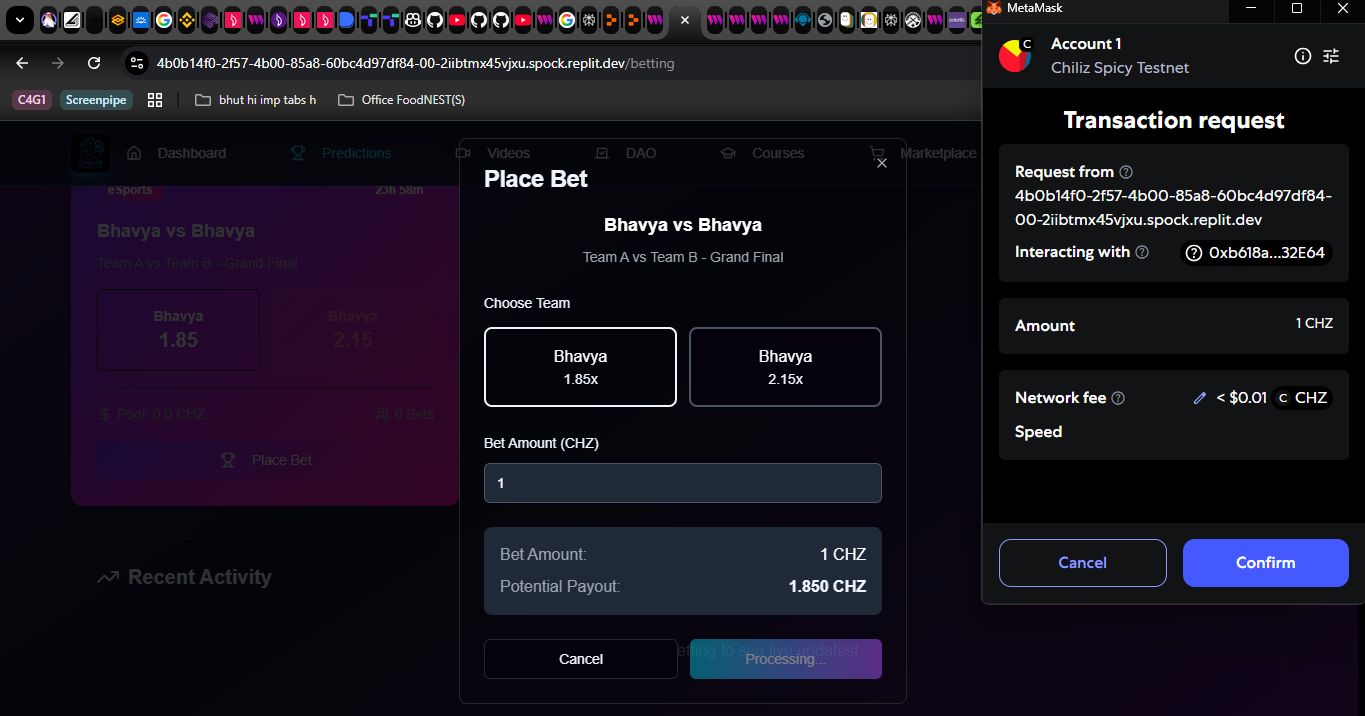 4b0b14f0-2f57-4b00-85a8-60bc4d97df84-00-2iibtmx45vjxu.spock.replit.dev/betting
C4G1
Screenpipe
bhut hi imp tabs h
Office FoodNEST(S)
Dashboard
Predictions
Videos
DAO
Courses
Marketplace
eSports
23h 58m
Bhavya vs Bhavya
Team A vs Team B - Grand Final
Bhavya
1.85
Bhavya
2.15
Pool: 0.0 CHZ
0 Bets
Place Bet
Recent Activity
Place Bet
Bhavya vs Bhavya
Team A vs Team B - Grand Final
Choose Team
Bhavya
1.85x
Bhavya
2.15x
Bet Amount (CHZ)
1
Bet Amount:
1 CHZ
Potential Payout:
1.850 CHZ
Cancel
Processing...
etting to see live updates!
MetaMask
C
Account 1
Chiliz Spicy Testnet
Transaction request
Request from
4b0b14f0-2f57-4b00-85a8-60bc4d97df84-
00-2iibtmx45vjxu.spock.replit.dev
Interacting with
0xb618a...32E64
Amount
1 CHZ
Network fee
< $0.01
C CHZ
Speed
Cancel
Confirm